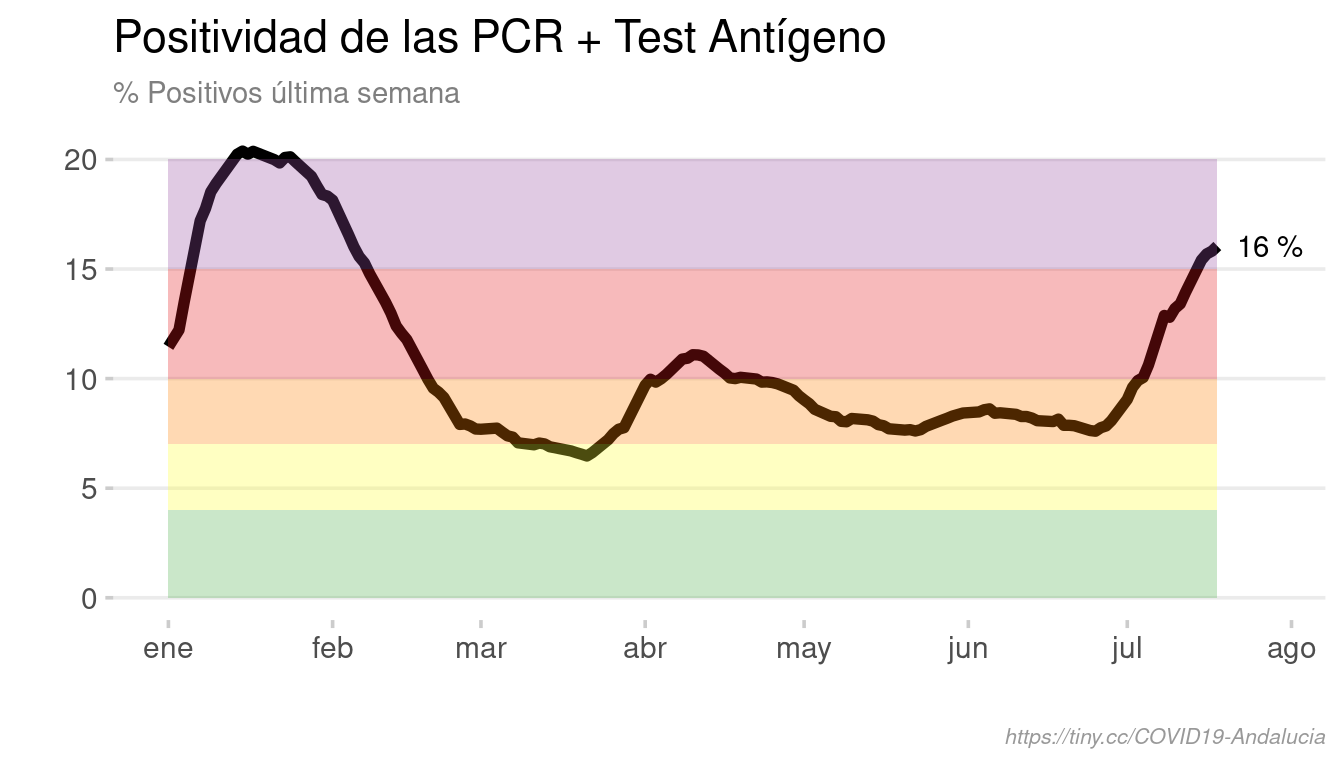 Positividad de las PCR + Test Antígeno
% Positivos última semana
20
16 %
15
10
5
0
ene feb mar abr may jun jul ago
https://tiny.cc/COVID19-Andalucia